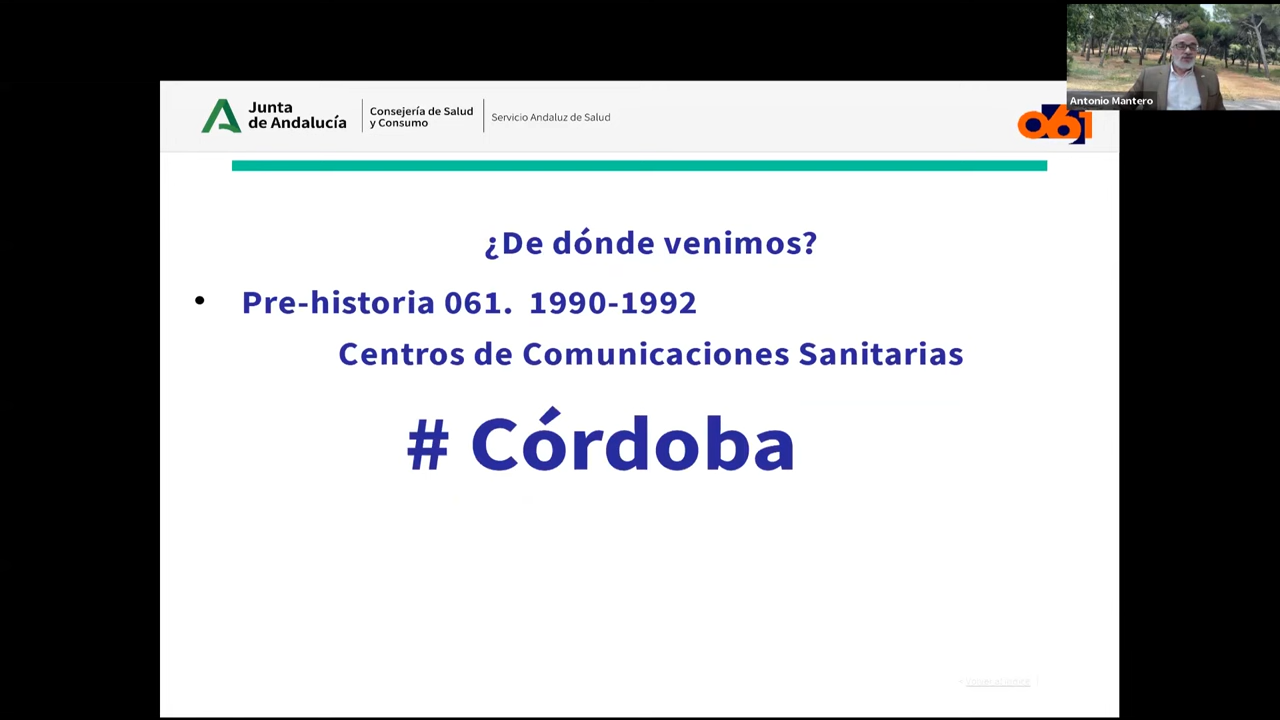 Antonio Mantero
Junta
de Andalucía
Consejería de Salud
y Consumo
Servicio Andaluz de Salud
061
¿De dónde venimos?
• Pre-historia 061. 1990-1992
Centros de Comunicaciones Sanitarias
# Córdoba